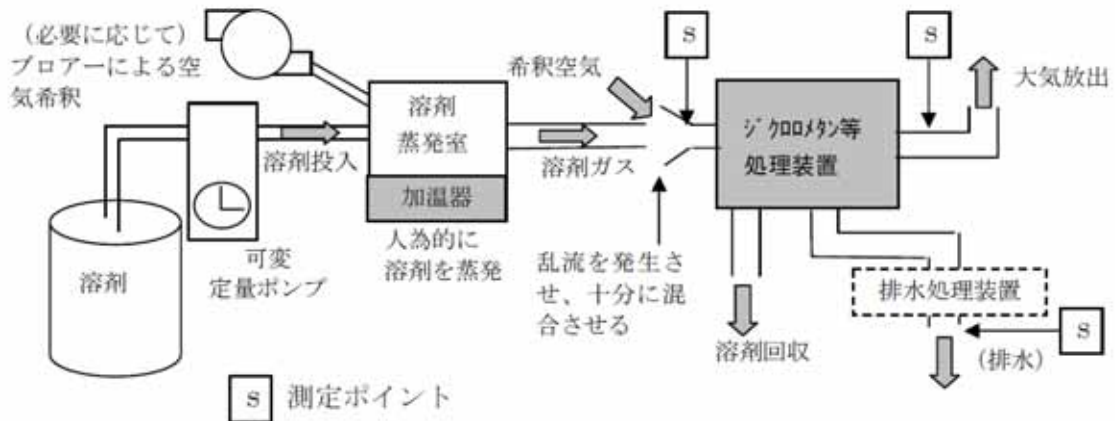 (必要に応じて)
ブロアーによる空
気希釈
溶剤
可変
定量ポンプ
溶剤投入
溶剤
蒸発室
加温器
人為的に
溶剤を蒸発
溶剤ガス
希釈空気
乱流を発生さ
せ、十分に混
合させる
s
ジクロロメタン等
処理装置
s
大気放出
溶剤回収
排水処理装置
s
(排水)
s 測定ポイント